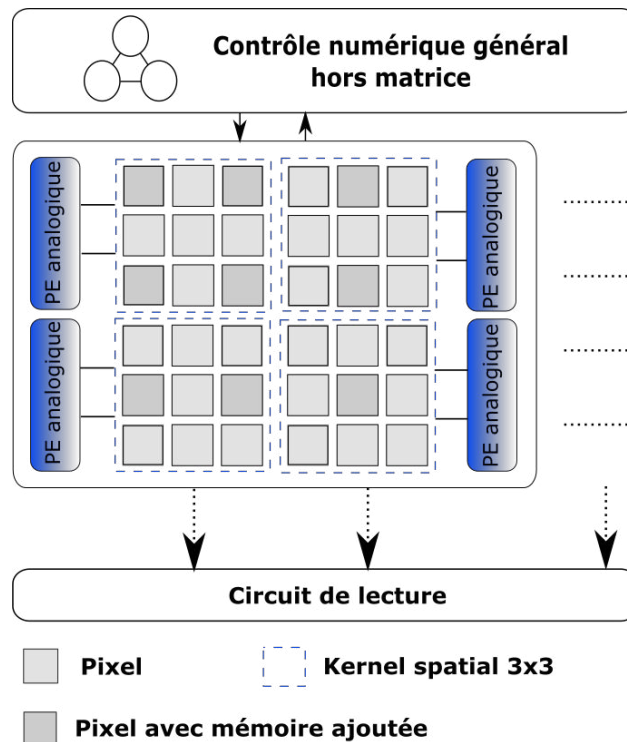 Contrôle numérique général
hors matrice
PE analogique
PE analogique
PE analogique
PE analogique
Circuit de lecture
Pixel
Kernel spatial 3x3
Pixel avec mémoire ajoutée